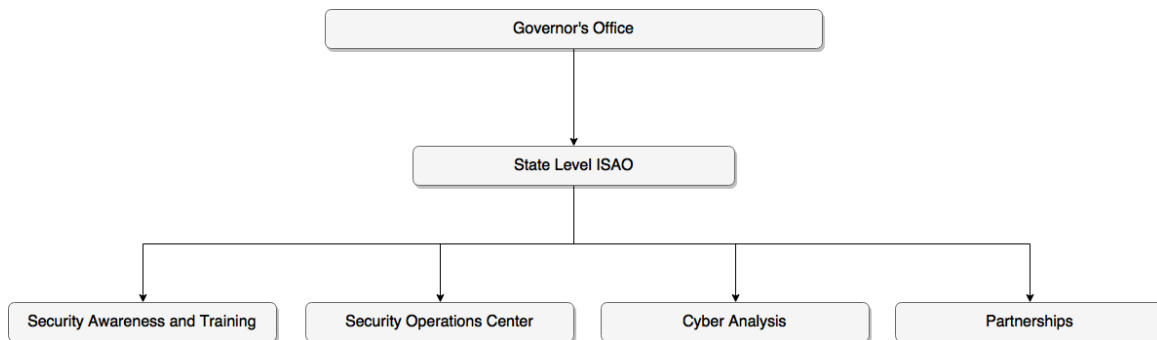 Governor's Office
State Level ISAO
Security Awareness and Training
Security Operations Center
Cyber Analysis
Partnerships